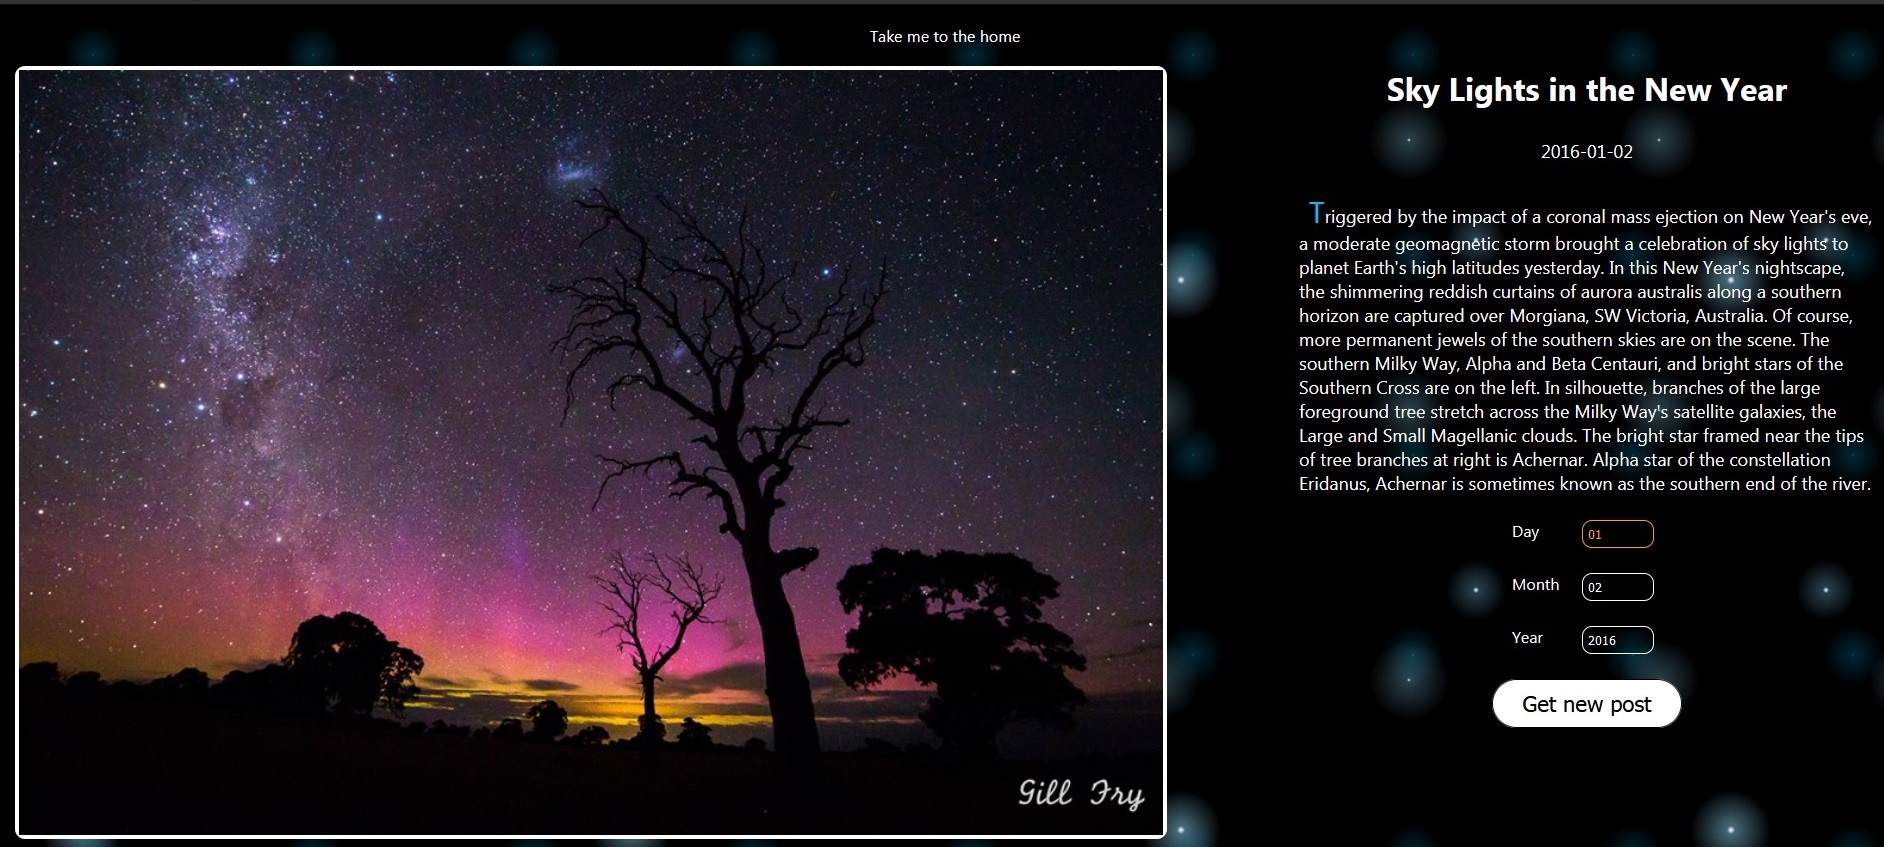 Take me to the home
Sky Lights in the New Year
2016-01-02
Triggered by the impact of a coronal mass ejection on New Year's eve,
a moderate geomagnetic storm brought a celebration of sky lights to
planet Earth's high latitudes yesterday. In this New Year's nightscape,
the shimmering reddish curtains of aurora australis along a southern
horizon are captured over Morgiana, SW Victoria, Australia. Of course,
more permanent jewels of the southern skies are on the scene. The
southern Milky Way, Alpha and Beta Centauri, and bright stars of the
Southern Cross are on the left. In silhouette, branches of the large
foreground tree stretch across the Milky Way's satellite galaxies, the
Large and Small Magellanic clouds. The bright star framed near the tips
of tree branches at right is Achernar. Alpha star of the constellation
Eridanus, Achernar is sometimes known as the southern end of the river.
Day 01
Month 02
Year 2016
Get new post
Gill Fry